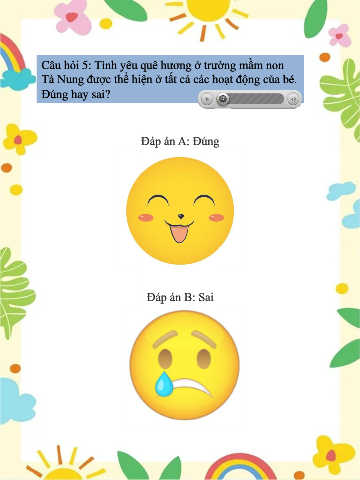 Câu hỏi 5: Tình yêu quê hương ở trường mầm non
Tả Nung được thể hiện ở tất cả các hoạt động của bé.
Đúng hay sai?
Đáp án A: Đúng
Đáp án B: Sai